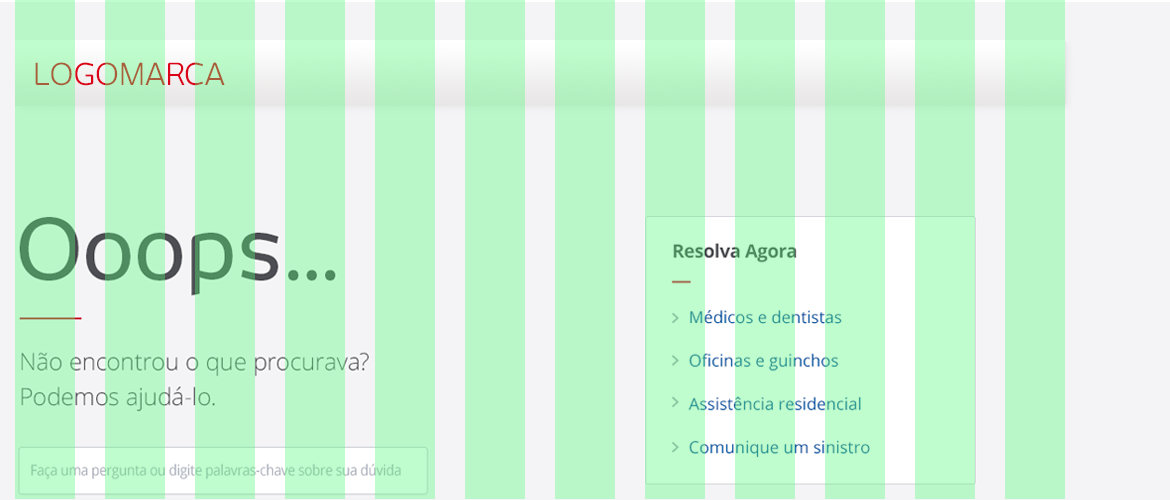 LOGOMARCA
Ooops...
Não encontrou o que procurava?
Podemos ajudá-lo.
Faça uma pergunta ou digite palavras-chave sobre sua dúvida
Resolva Agora
Médicos e dentistas
Oficinas e guinchos
Assistência residencial
Comunique um sinistro